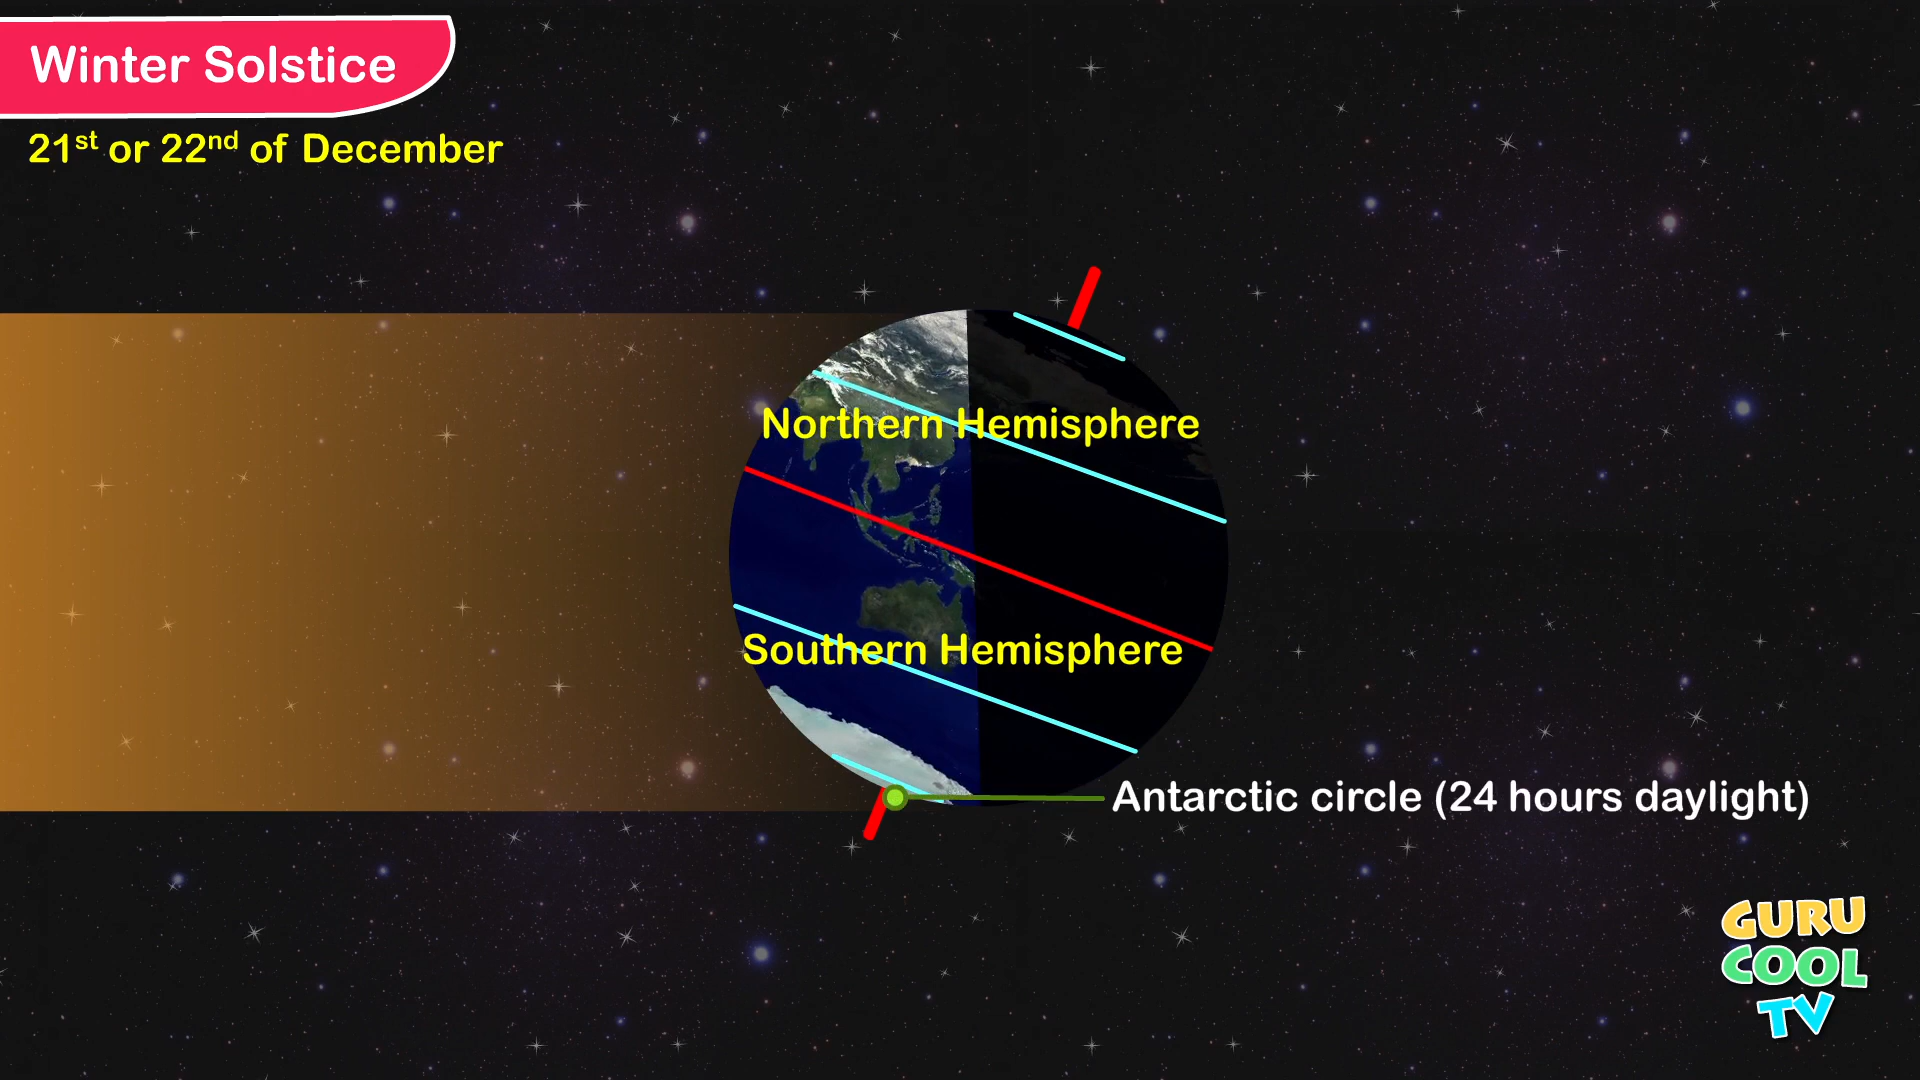 Winter Solstice
21st or 22nd of December
Northern Hemisphere
Southern Hemisphere
Antarctic circle (24 hours daylight)
GURU
COOL
TV